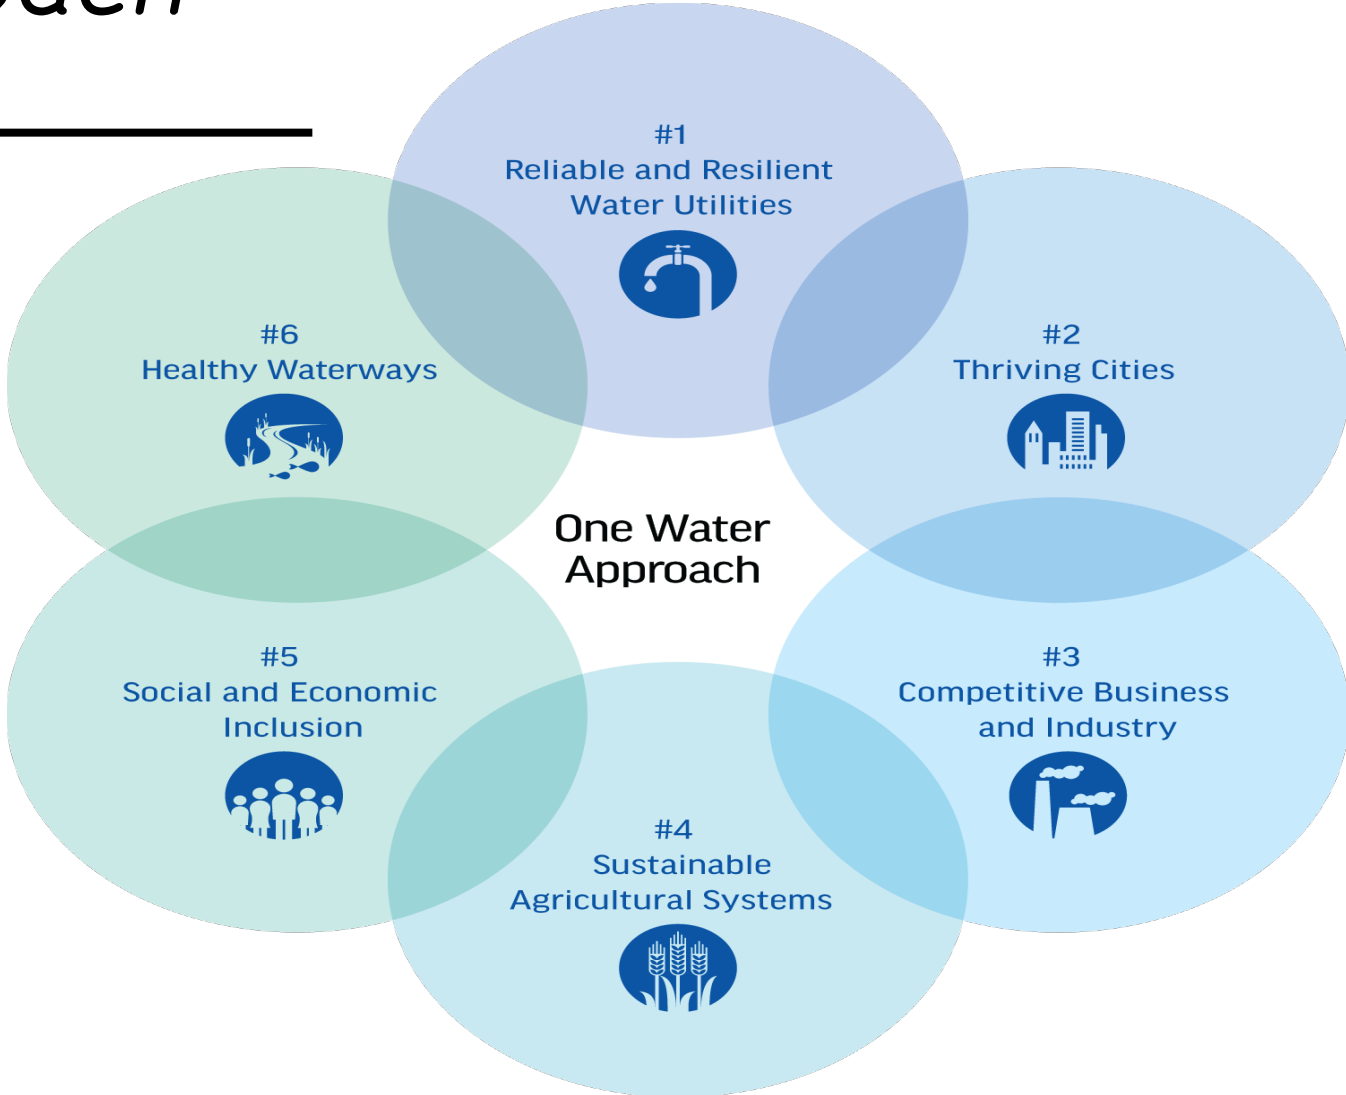 #1
Reliable and Resilient
Water Utilities
#6
Healthy Waterways
#2
Thriving Cities
One Water
Approach
#5
Social and Economic
Inclusion
#3
Competitive Business
and Industry
#4
Sustainable
Agricultural Systems